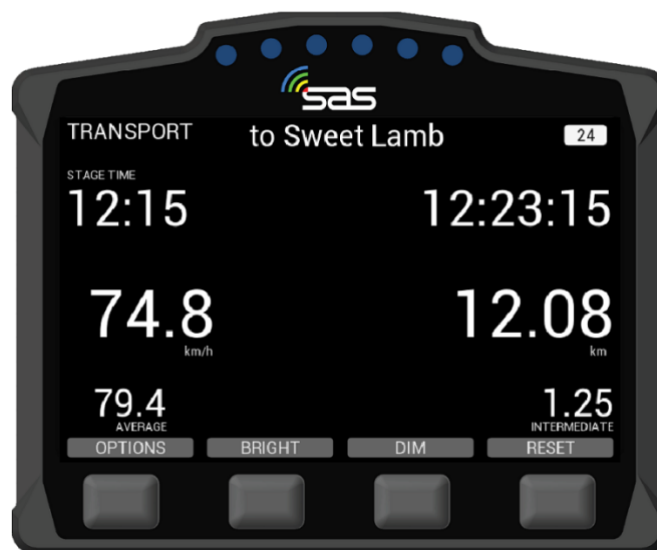 sas
TRANSPORT to Sweet Lamb 24
STAGE TIME
12:15 12:23:15
74.8 12.08
km/h km
79.4 1.25
AVERAGE INTERMEDIATE
OPTIONS BRIGHT DIM RESET